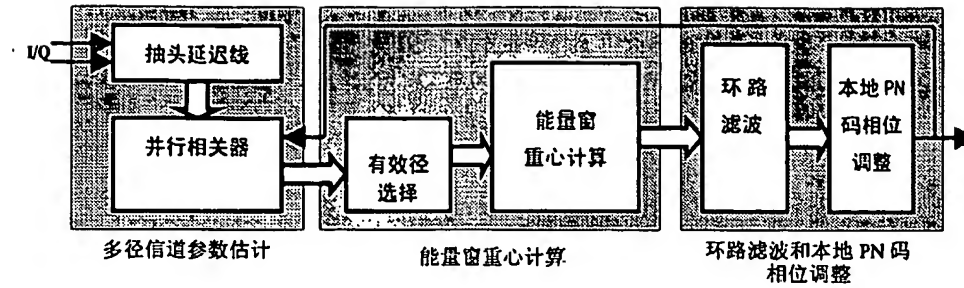 I/Q
抽头延迟线
并行相关器
有效径
选择
能量窗
重心计算
环 路
滤 波
本地 PN
码相位
调整
多径信道参数估计
能量窗重心计算
环路滤波和本地 PN 码
相位调整